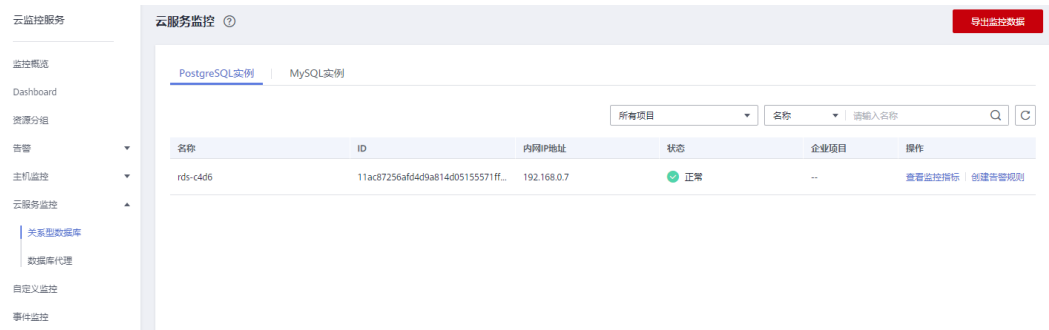 云监控服务
监控概览
Dashboard
资源分组
告警
主机监控
云服务监控
关系型数据库
数据库代理
自定义监控
事件监控
云服务监控
导出监控数据
PostgreSQL实例 MySQL实例
所有项目 名称 请输入名称
名称 ID 内网IP地址 状态 企业项目 操作
rds-c4d6 11ac87256afd4d9a814d05155571ff... 192.168.0.7 正常 -- 查看监控指标 创建告警规则